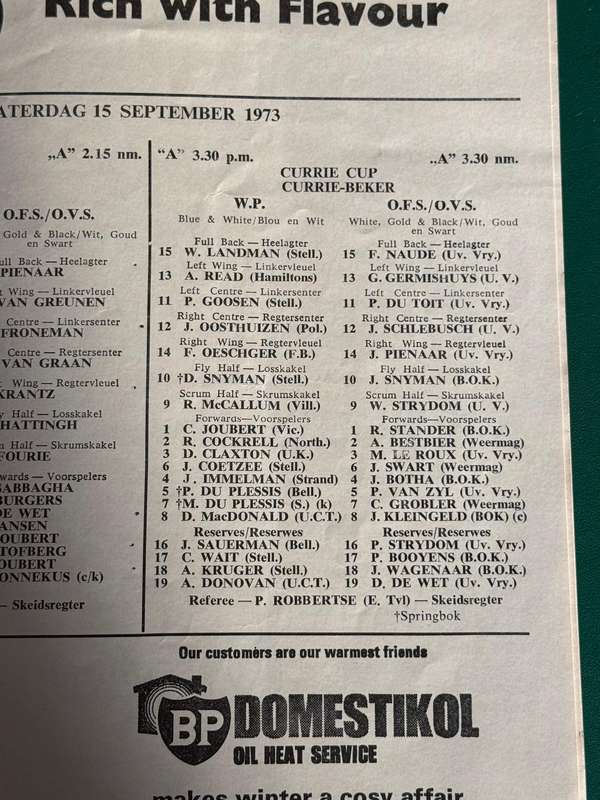 Rich with Flavour
ATERDAG 15 SEPTEMBER 1973
„A” 2.15 nm.
O.F.S./O.V.S.
Gold & Black/Wit, Goud
en Swart
Full Back — Heelagter
PIENAAR
Wing — Linkervleuel
VAN GREUNEN
Centre — Linkersenter
FRONEMAN
Centre — Regtersenter
VAN GRAAN
Wing — Regtervleuel
KRANTZ
Fly Half — Losskakel
HATTINGH
Half — Skrumskakel
FOURIE
wards — Voorspelers
SABBAGHA
BURGERS
DE WET
JANSEN
JOUBERT
STOFBERG
JOUBERT
ONNEKUS (c/k)
— Skeidsregter
“A” 3.30 p.m. „A” 3.30 nm.
CURRIE CUP
CURRIE-BEKER
W.P.
Blue & White/Blou en Wit
Full Back — Heelagter
15 W. LANDMAN (Stell.)
Left Wing — Linkervleuel
13 A. READ (Hamiltons)
Left Centre — Linkersenter
11 P. GOOSEN (Stell.)
Right Centre — Regtersenter
12 J. OOSTHUIZEN (Pol.)
Right Wing — Regtervleuel
14 F. OESCHGER (F.B.)
Fly Half — Losskakel
10 †D. SNYMAN (Stell.)
Scrum Half — Skrumskakel
9 R. McCALLUM (Vill.)
Forwards—Voorspelers
1 C. JOUBERT (Vic.)
2 R. COCKRELL (North.)
3 D. CLAXTON (U.K.)
6 J. COETZEE (Stell.)
4 J. IMMELMAN (Strand)
5 †P. DU PLESSIS (Bell.)
7 †M. DU PLESSIS (S.) (k)
8 D. MacDONALD (U.C.T.)
Reserves/Reserwes
16 J. SAUERMAN (Bell.)
17 C. WAIT (Stell.)
18 A. KRUGER (Stell.)
19 A. DONOVAN (U.C.T.)
O.F.S./O.V.S.
White, Gold & Black/Wit, Goud
en Swart
Full Back — Heelagter
15 F. NAUDE (Uv. Vry.)
Left Wing — Linkervleuel
13 G. GERMISHUYS (U. V.)
Left Centre — Linkersenter
11 P. DU TOIT (Uv. Vry.)
Right Centre — Regtersenter
12 J. SCHLEBUSCH (U. V.)
Right Wing — Regtervleuel
14 J. PIENAAR (Uv. Vry.)
Fly Half — Losskakel
10 J. SNYMAN (B.O.K.)
Scrum Half — Skrumskakel
9 W. STRYDOM (U. V.)
Forwards—Voorspelers
1 R. STANDER (B.O.K.)
2 A. BESTBIER (Weermag)
3 M. LE ROUX (Uv. Vry.)
6 J. SWART (Weermag)
4 J. BOTHA (B.O.K.)
5 P. VAN ZYL (Uv. Vry.)
7 C. GROBLER (Weermag)
8 J. KLEINGELD (BOK) (c)
Reserves/Reserwes
16 P. STRYDOM (Uv. Vry.)
17 P. BOOYENS (B.O.K.)
18 J. WAGENAAR (B.O.K.)
19 D. DE WET (Uv. Vry.)
Referee — P. ROBBERTSE (E. Tvl) — Skeidsregter
†Springbok
Our customers are our warmest friends
BP DOMESTIKOL
OIL HEAT SERVICE
makes winter a cosy affair